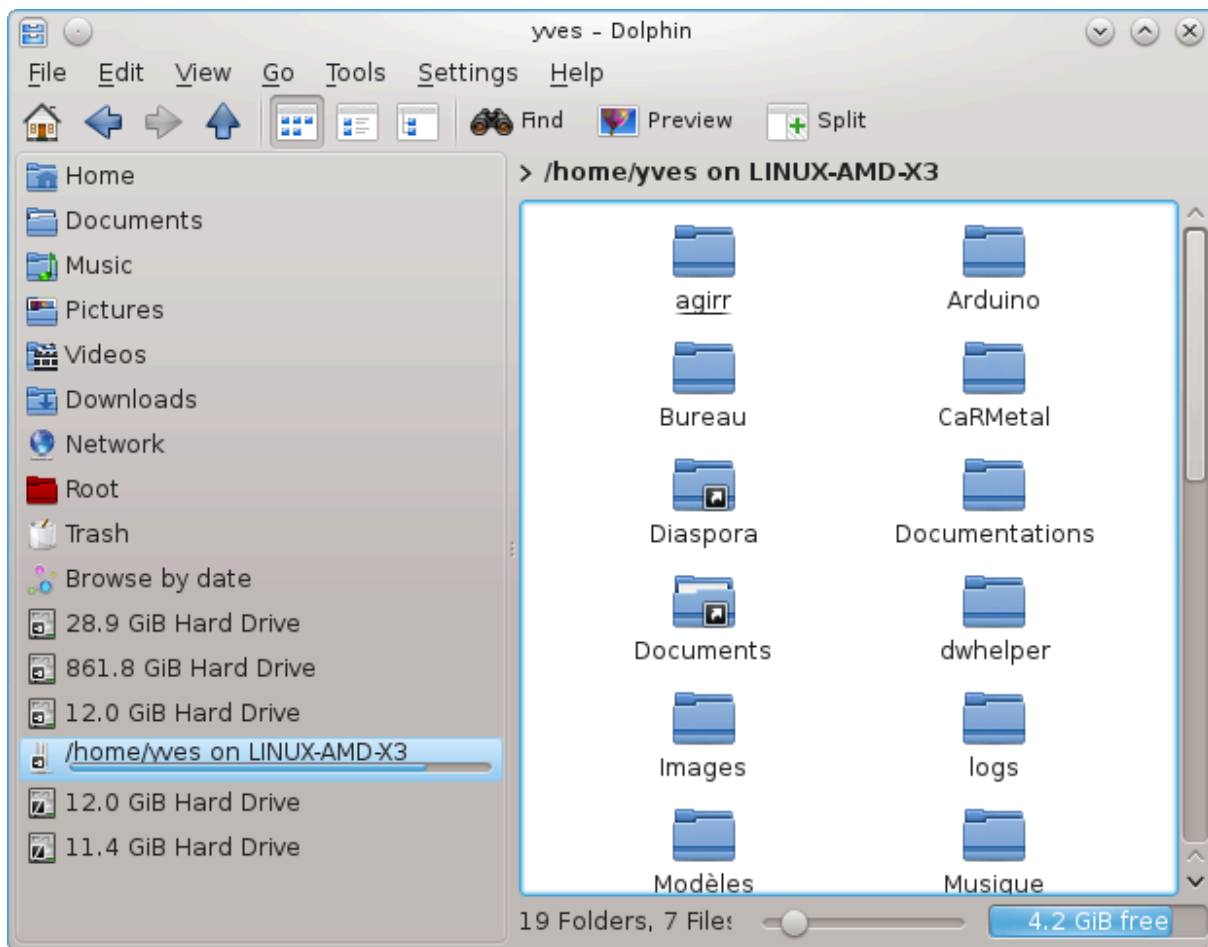 yves – Dolphin
File Edit View Go Tools Settings Help
Find Preview Split
Home
Documents
Music
Pictures
Videos
Downloads
Network
Root
Trash
Browse by date
28.9 GiB Hard Drive
861.8 GiB Hard Drive
12.0 GiB Hard Drive
/home/yves on LINUX-AMD-X3
12.0 GiB Hard Drive
11.4 GiB Hard Drive
> /home/yves on LINUX-AMD-X3
agirr Arduino
Bureau CaRMetal
Diaspora Documentations
Documents dwhelper
Images logs
Modèles Musique
19 Folders, 7 Files
4.2 GiB free